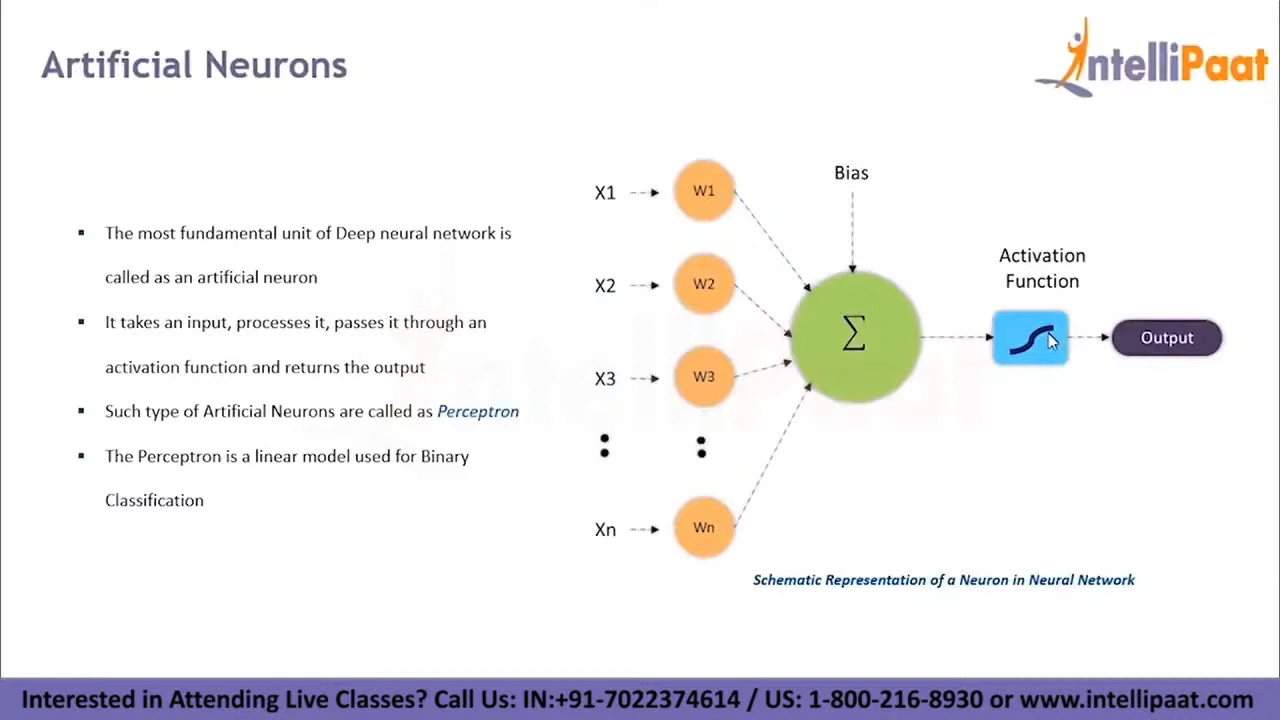 Artificial Neurons
IntelliPaat
The most fundamental unit of Deep neural network is
called as an artificial neuron
It takes an input, processes it, passes it through an
activation function and returns the output
Such type of Artificial Neurons are called as Perceptron
The Perceptron is a linear model used for Binary
Classification
X1
W1
Bias
X2
W2
Activation
Function
∑
Output
X3
W3
Xn
Wn
Schematic Representation of a Neuron in Neural Network
Interested in Attending Live Classes? Call Us: IN:+91-7022374614 / US: 1-800-216-8930 or www.intellipaat.com